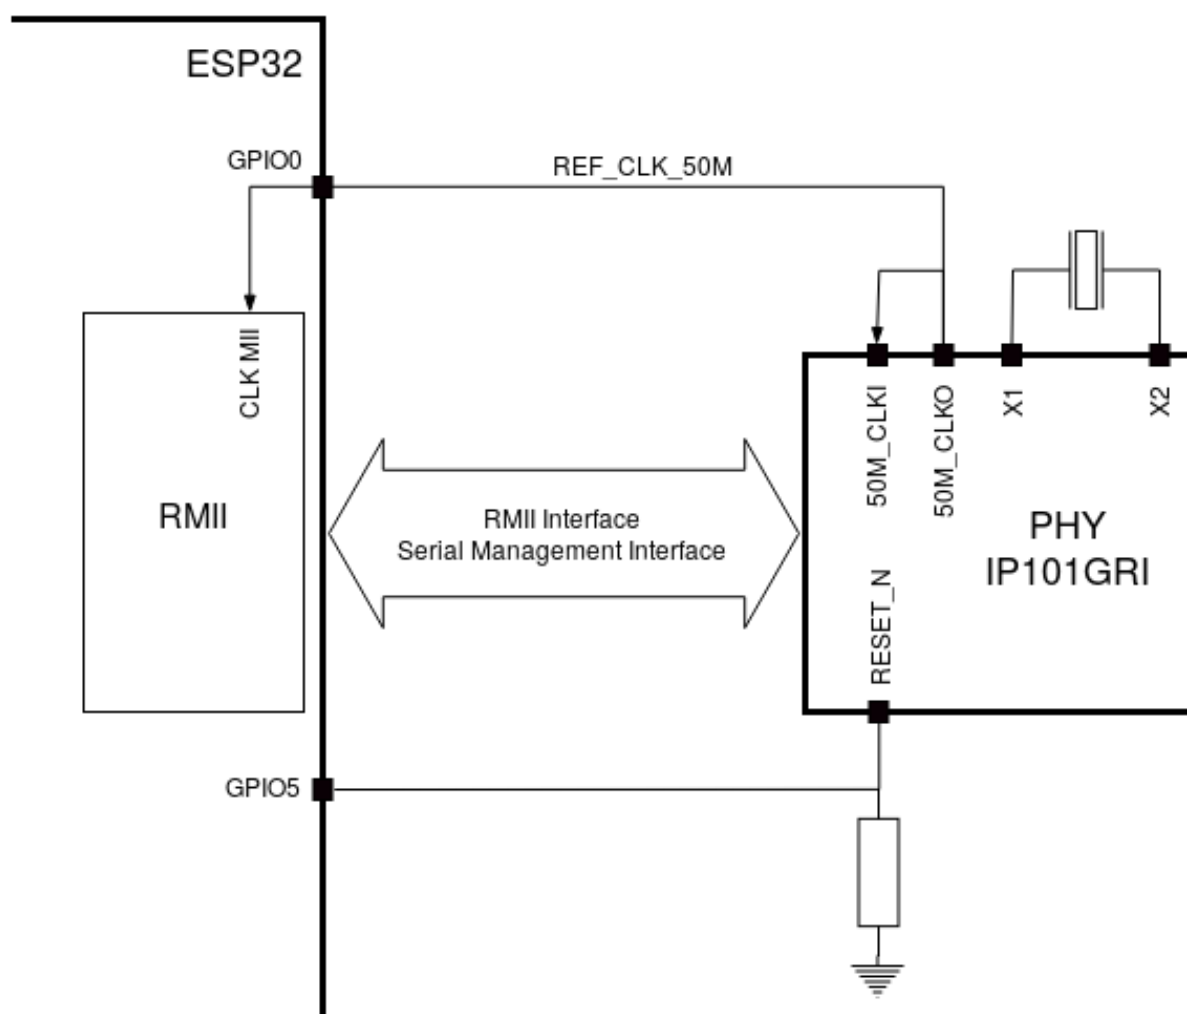 ESP32
GPIO0
REF_CLK_50M
CLK MII
50M_CLKI
50M_CLKO
X1
X2
RMII
RMII Interface
Serial Management Interface
PHY
IP101GRI
RESET_N
GPIO5